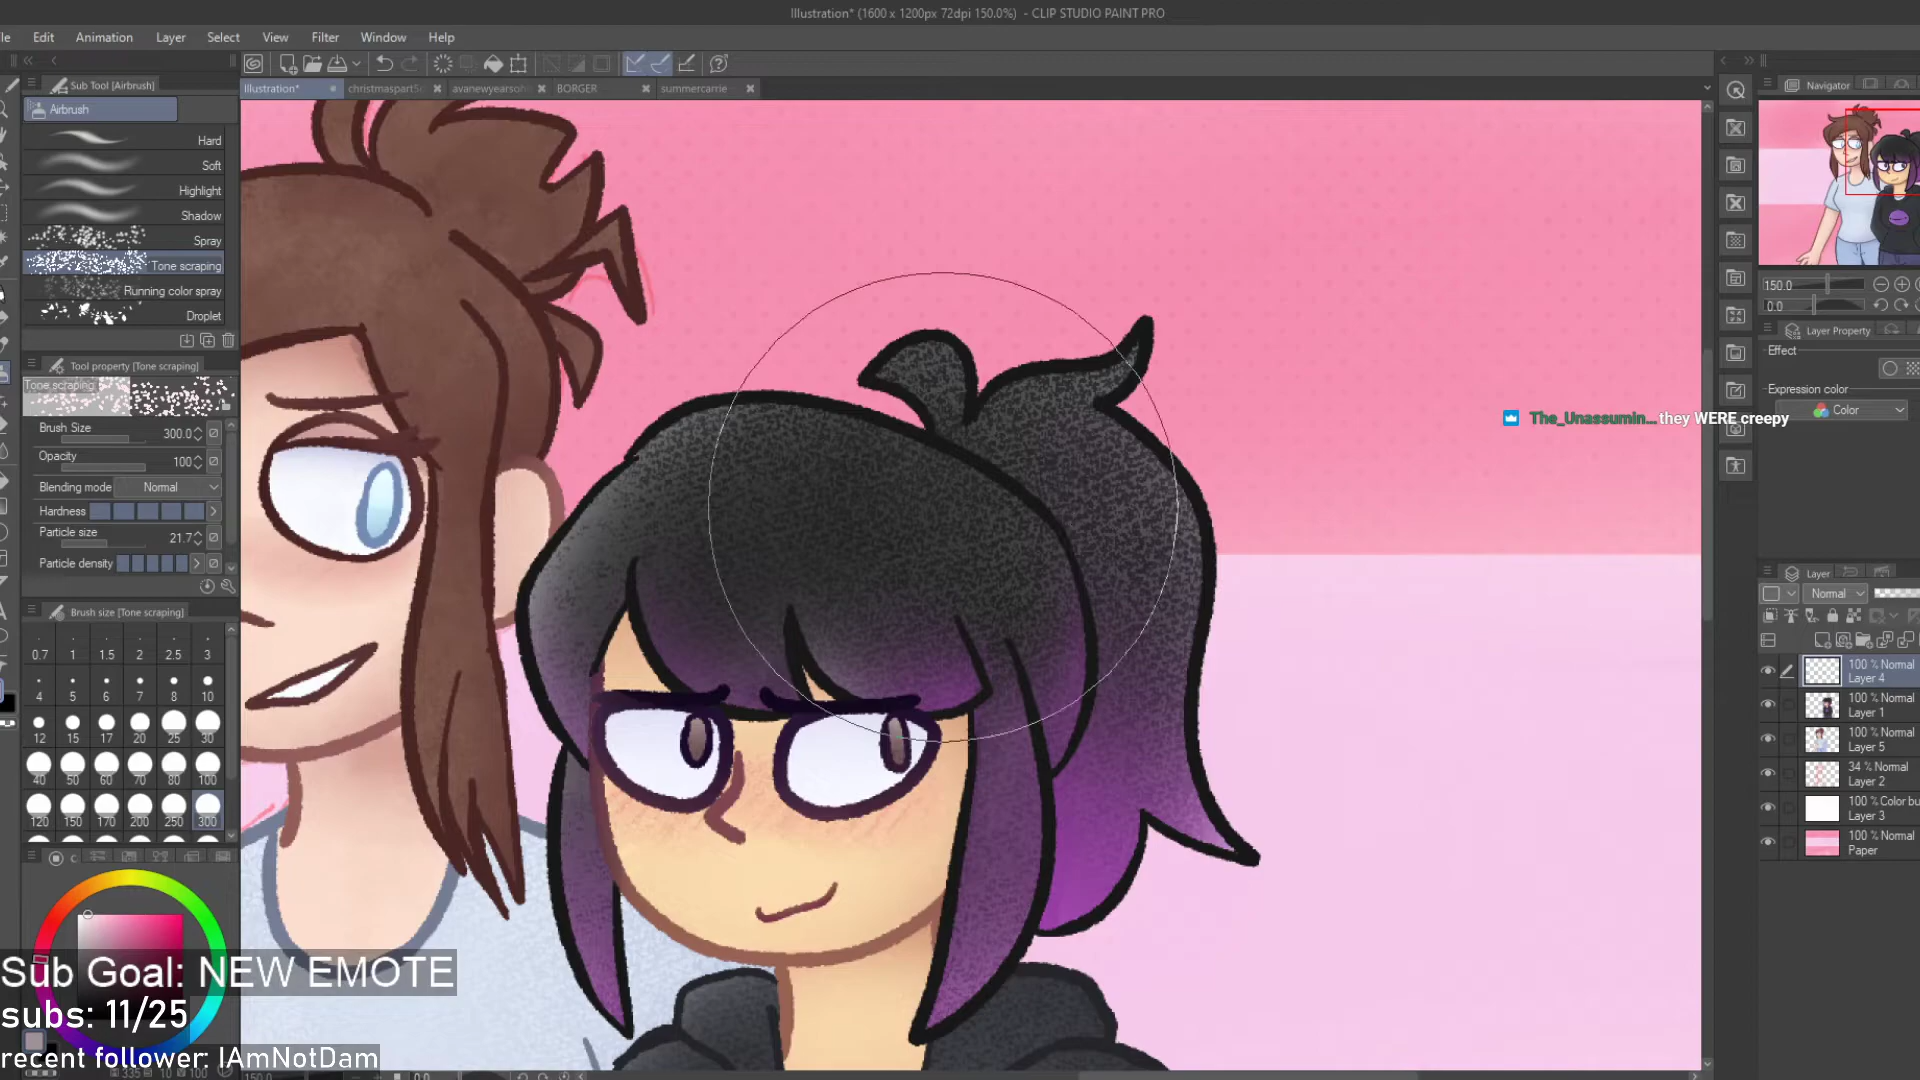 Illustration* (1600 x 1200px 72dpi 150.0%) - CLIP STUDIO PAINT PRO
Edit Animation Layer Select View Filter Window Help
Sub Tool [Airbrush]
Airbrush
Hard
Soft
Highlight
Shadow
Spray
Tone scraping
Running color spray
Droplet
Tool property [Tone scraping]
Tone scraping
Brush Size 300.0
Opacity 100
Blending mode Normal
Hardness
Particle size 21.7
Particle density
Brush size [Tone scraping]
0.7 1 1.5 2 2.5 3
4 5 6 7 8 10
12 15 17 20 25 30
40 50 60 70 80 100
120 150 170 200 250 300
Illustration* christmaspart5 avanewyearsoh BORGER summercarrie
The_Unassumin... they WERE creepy
Navigator
150.0
0.0
Layer Property
Effect
Expression color
Color
Layer
Normal
100 % Normal
Layer 4
100 % Normal
Layer 1
100 % Normal
Layer 5
34 % Normal
Layer 2
100 % Color bu
Layer 3
100 % Normal
Paper
Sub Goal: NEW EMOTE
subs: 11/25
recent follower: IAmNotDam